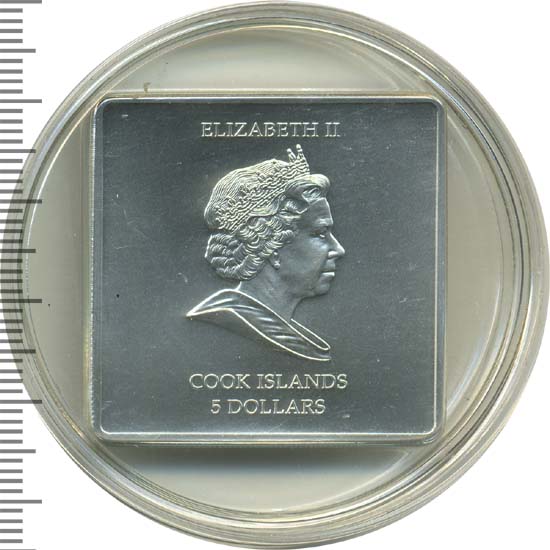 ELIZABETH II
COOK ISLANDS
5 DOLLARS